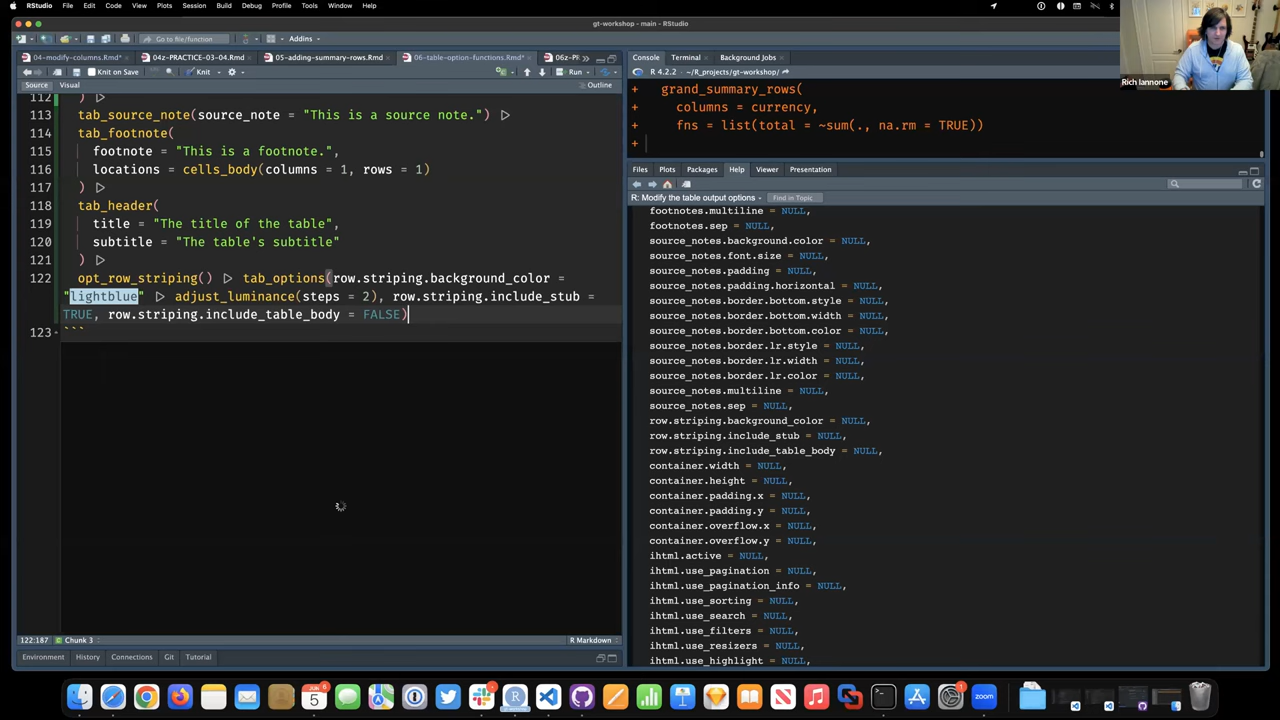 RStudio File Edit Code View Plots Session Build Debug Profile Tools Window Help
gt-workshop - main - RStudio
Go to file/function Addins
04-modify-columns.Rmd* 04z-PRACTICE-03-04.Rmd 05-adding-summary-rows.Rmd 06-table-option-functions.Rmd*
Knit on Save Knit Run
Source Visual Outline
112 ) ▷
113 tab_source_note(source_note = "This is a source note.") ▷
114 tab_footnote(
115 footnote = "This is a footnote.",
116 locations = cells_body(columns = 1, rows = 1)
117 ) ▷
118 tab_header(
119 title = "The title of the table",
120 subtitle = "The table's subtitle"
121 ) ▷
122 opt_row_striping() ▷ tab_options(row.striping.background_color =
"lightblue" ▷ adjust_luminance(steps = 2), row.striping.include_stub =
TRUE, row.striping.include_table_body = FALSE)
123 ```
122:187 Chunk 3 R Markdown
Environment History Connections Git Tutorial
Console Terminal Background Jobs
R 4.2.2 · ~/R_projects/gt-workshop/
+ grand_summary_rows(
+ columns = currency,
+ fns = list(total = ~sum(., na.rm = TRUE))
+
Files Plots Packages Help Viewer Presentation
R: Modify the table output options Find in Topic
footnotes.multiline = NULL,
footnotes.sep = NULL,
source_notes.background.color = NULL,
source_notes.font.size = NULL,
source_notes.padding = NULL,
source_notes.padding.horizontal = NULL,
source_notes.border.bottom.style = NULL,
source_notes.border.bottom.width = NULL,
source_notes.border.bottom.color = NULL,
source_notes.border.lr.style = NULL,
source_notes.border.lr.width = NULL,
source_notes.border.lr.color = NULL,
source_notes.multiline = NULL,
source_notes.sep = NULL,
row.striping.background_color = NULL,
row.striping.include_stub = NULL,
row.striping.include_table_body = NULL,
container.width = NULL,
container.height = NULL,
container.padding.x = NULL,
container.padding.y = NULL,
container.overflow.x = NULL,
container.overflow.y = NULL,
ihtml.active = NULL,
ihtml.use_pagination = NULL,
ihtml.use_pagination_info = NULL,
ihtml.use_sorting = NULL,
ihtml.use_search = NULL,
ihtml.use_filters = NULL,
ihtml.use_resizers = NULL,
ihtml.use_highlight = NULL,
Rich Iannone
5
zoom